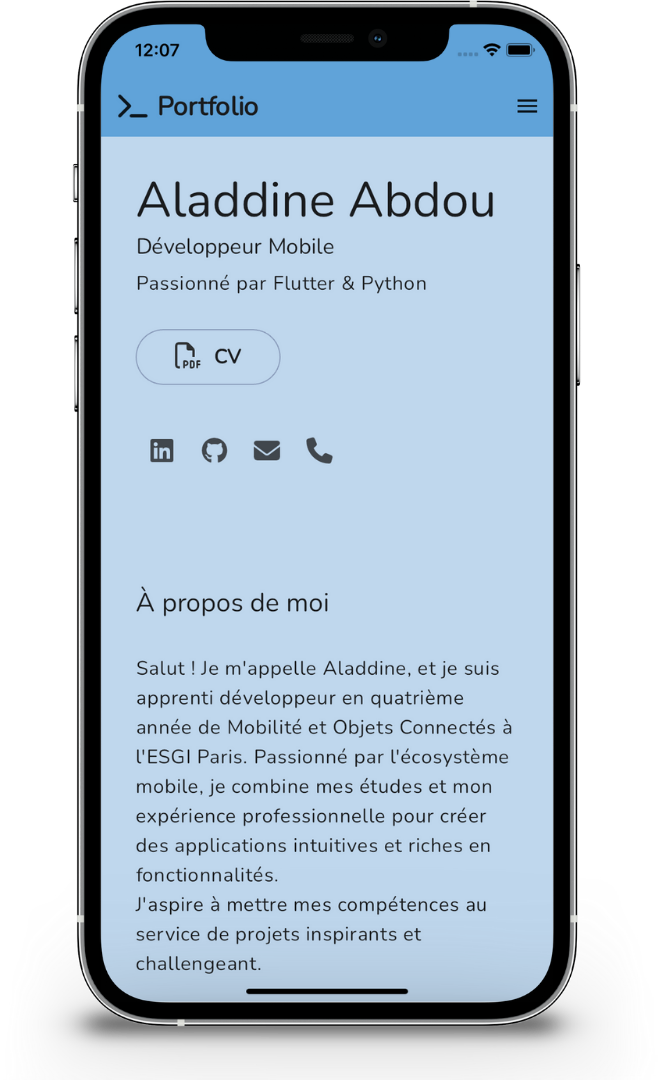 12:07
>_ Portfolio
Aladdine Abdou
Développeur Mobile
Passionné par Flutter & Python
PDF CV
in
À propos de moi
Salut ! Je m'appelle Aladdine, et je suis
apprenti développeur en quatrième
année de Mobilité et Objets Connectés à
l'ESGI Paris. Passionné par l'écosystème
mobile, je combine mes études et mon
expérience professionnelle pour créer
des applications intuitives et riches en
fonctionnalités.
J'aspire à mettre mes compétences au
service de projets inspirants et
challengeant.